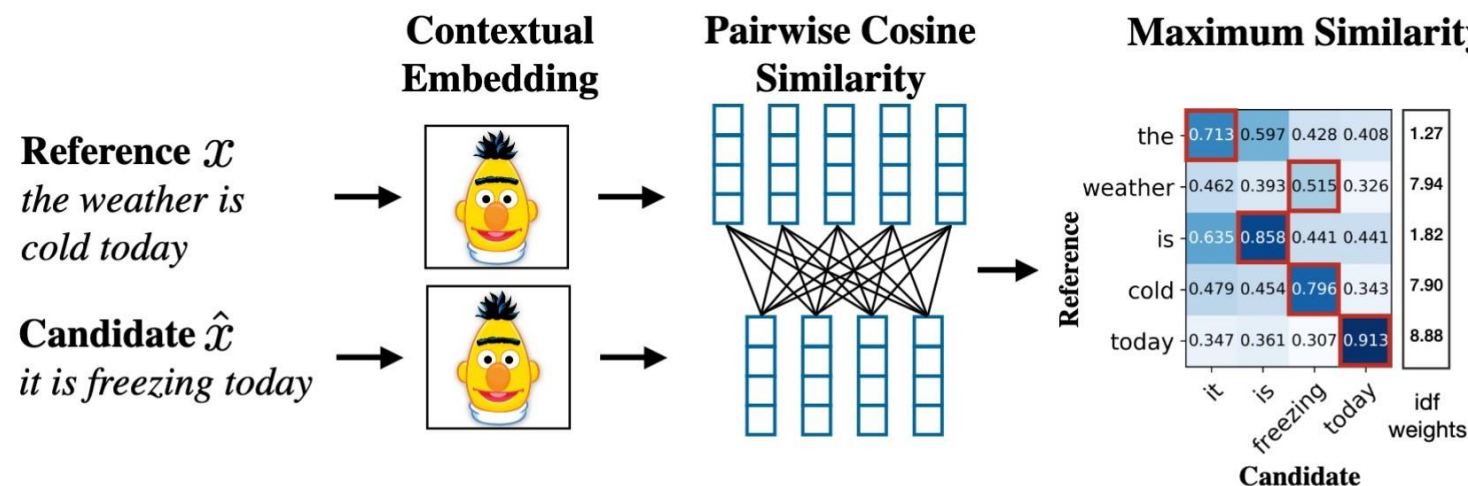 Contextual
Embedding
Pairwise Cosine
Similarity
Maximum Similarity
Reference x
the weather is
cold today
Candidate x̂
it is freezing today
Reference
the 0.713 0.597 0.428 0.408 1.27
weather 0.462 0.393 0.515 0.326 7.94
is 0.635 0.858 0.441 0.441 1.82
cold 0.479 0.454 0.796 0.343 7.90
today 0.347 0.361 0.307 0.913 8.88
it is freezing today
idf
weights
Candidate